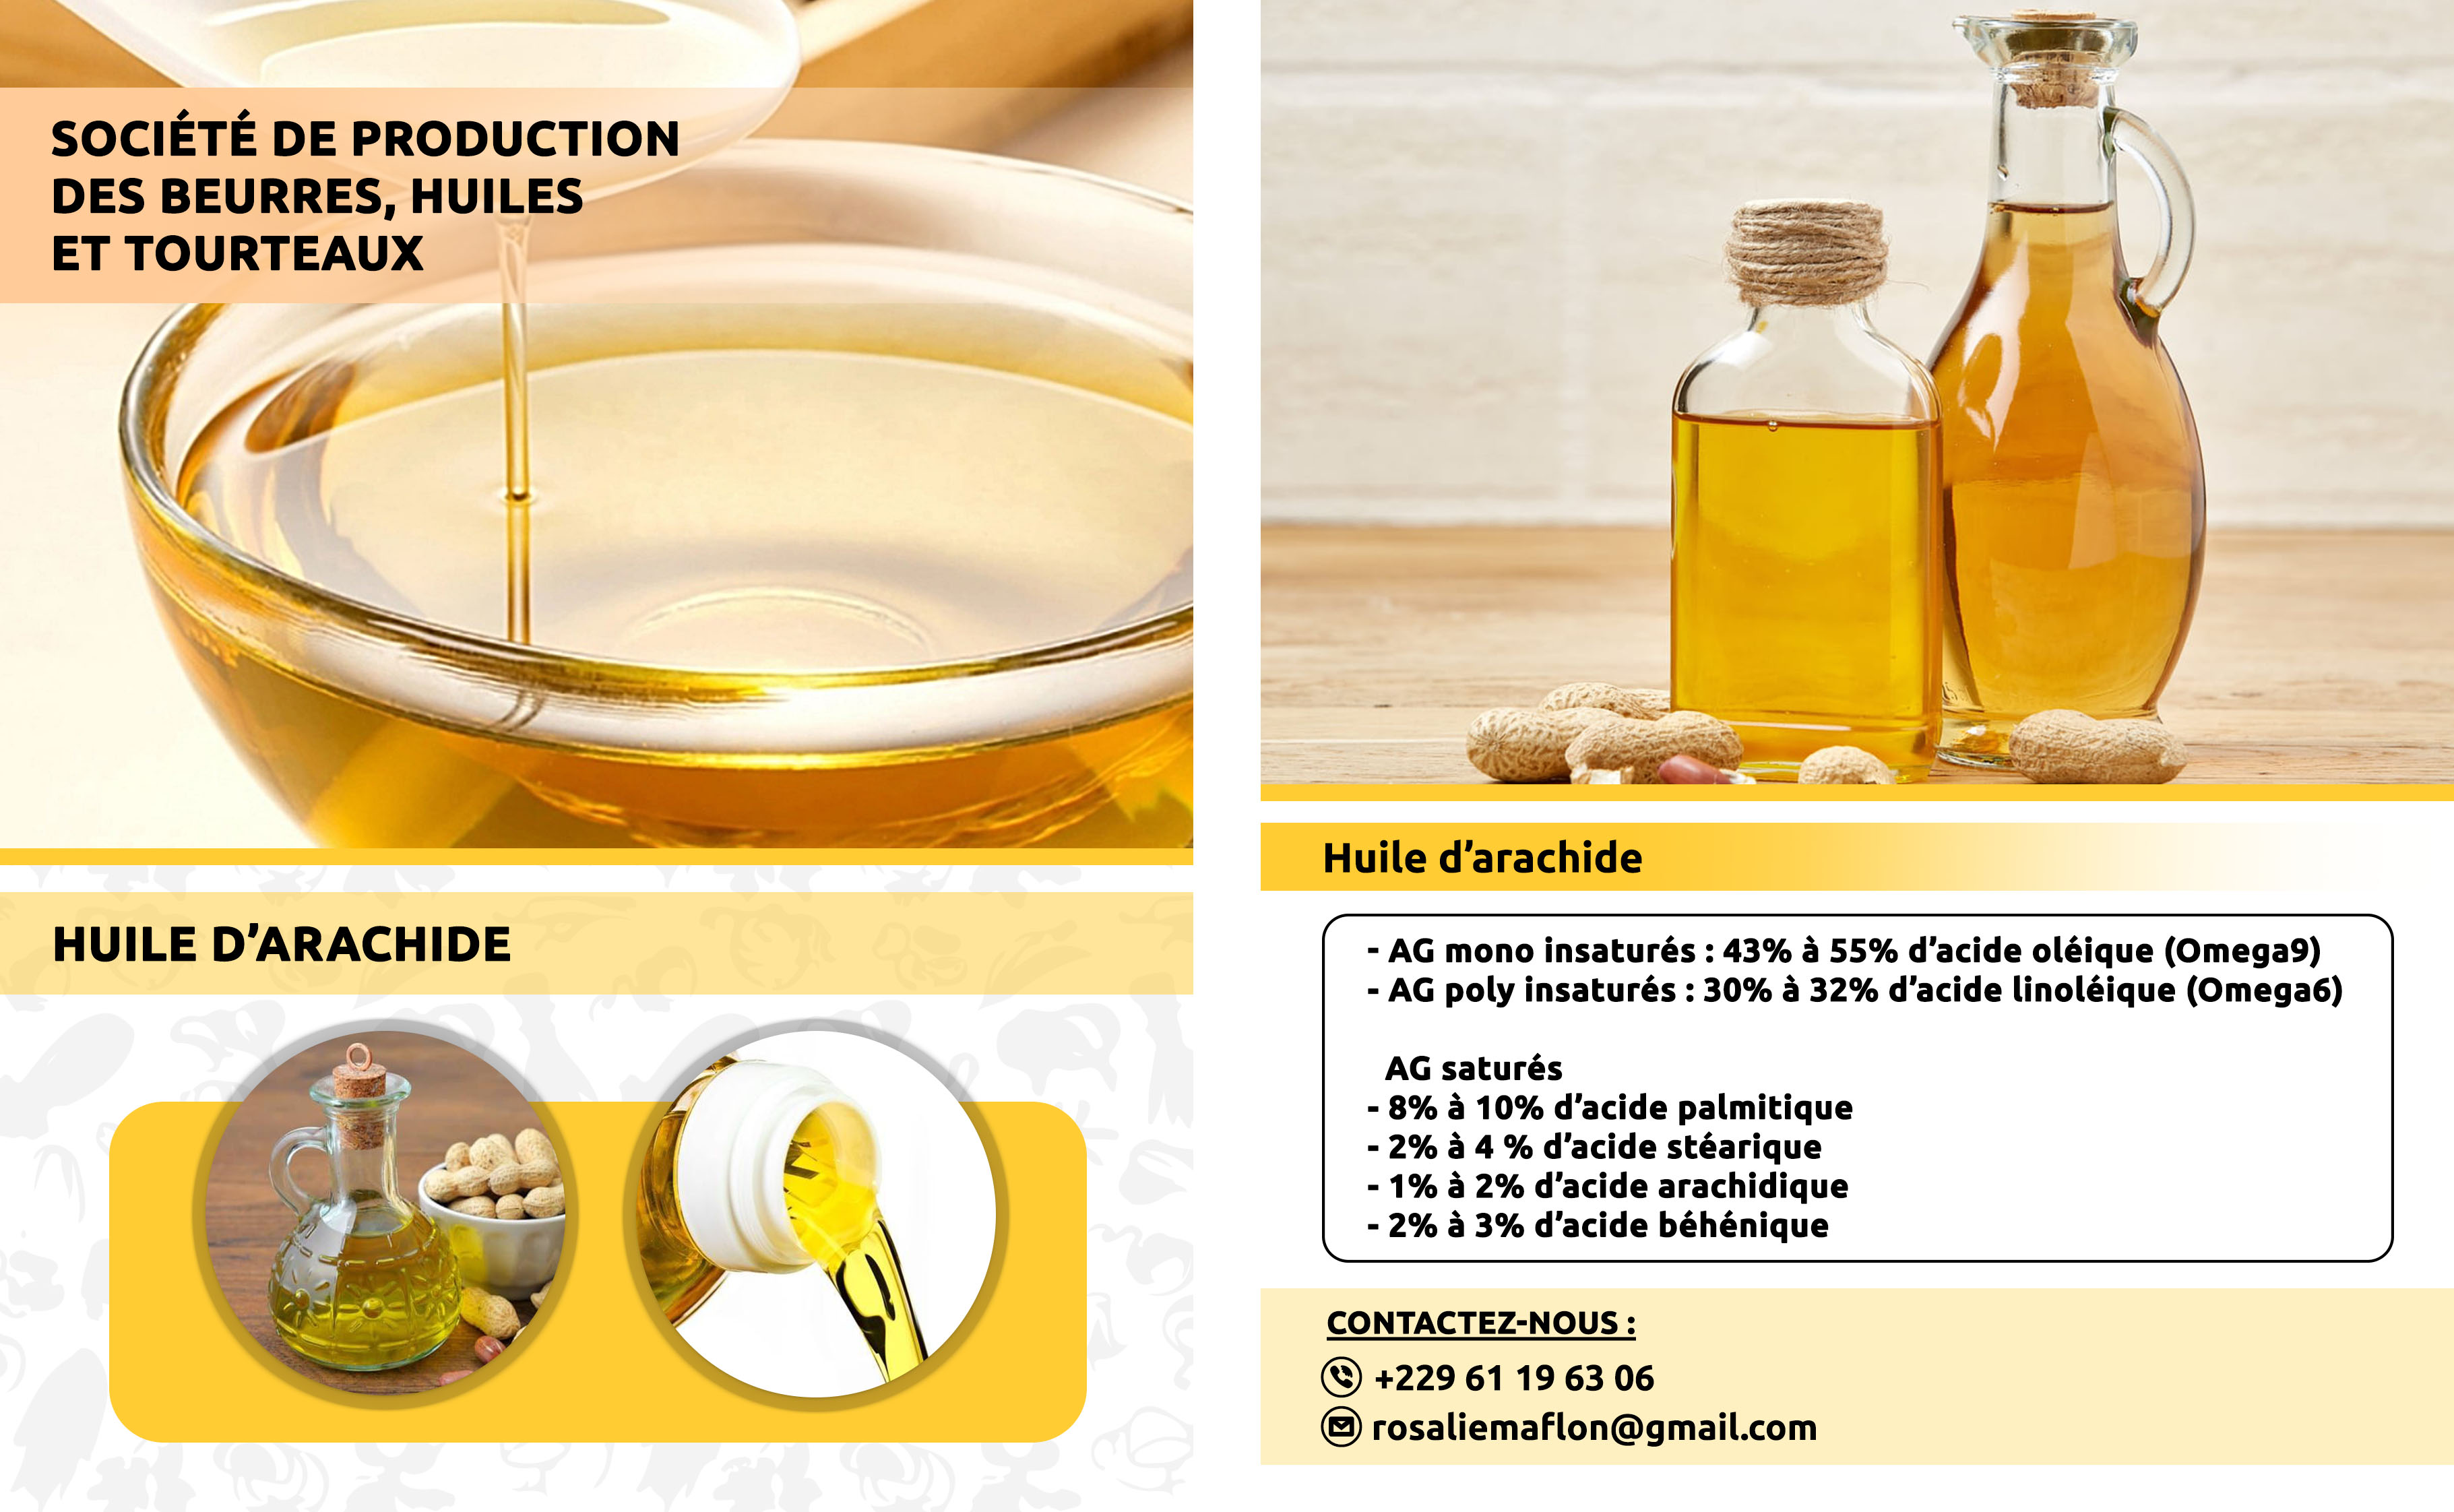 SOCIÉTÉ DE PRODUCTION
DES BEURRES, HUILES
ET TOURTEAUX
HUILE D’ARACHIDE
Huile d’arachide
- AG mono insaturés : 43% à 55% d’acide oléique (Omega9)
- AG poly insaturés : 30% à 32% d’acide linoléique (Omega6)
AG saturés
- 8% à 10% d’acide palmitique
- 2% à 4 % d’acide stéarique
- 1% à 2% d’acide arachidique
- 2% à 3% d’acide béhénique
CONTACTEZ-NOUS :
+229 61 19 63 06
rosaliemaflon@gmail.com